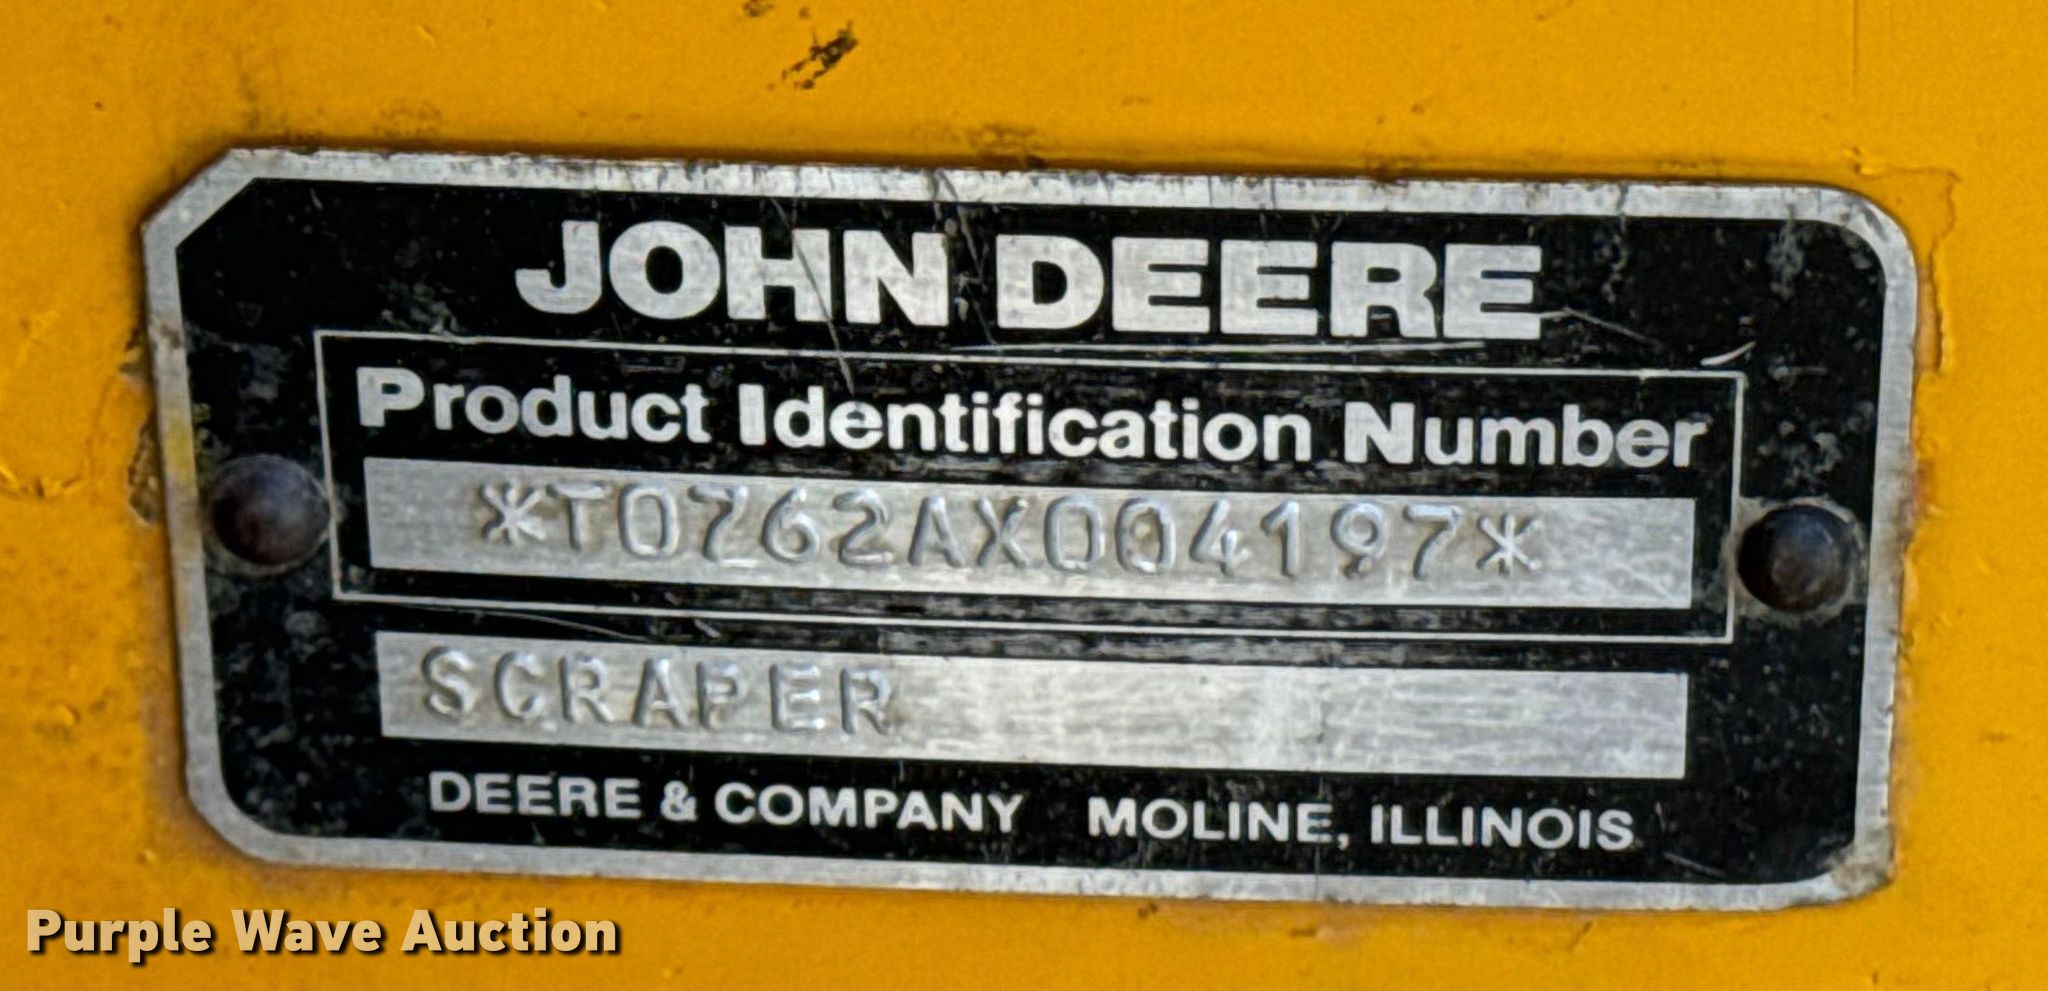 JOHN DEERE
Product Identification Number
*T0762AX004197*
SCRAPER
DEERE & COMPANY MOLINE, ILLINOIS
Purple Wave Auction